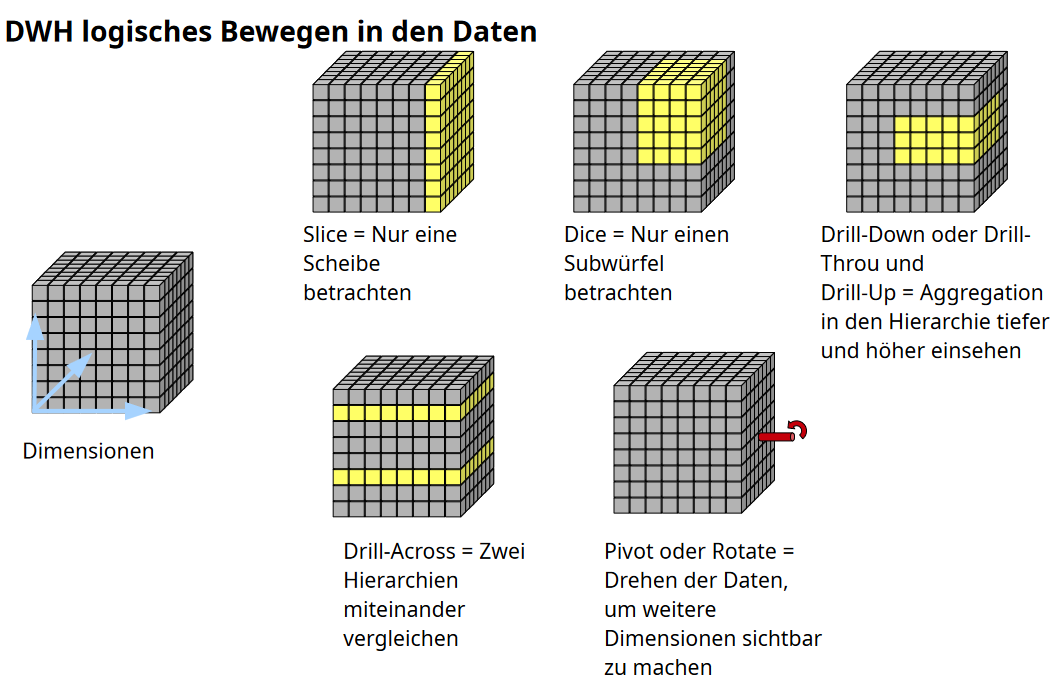 DWH logisches Bewegen in den Daten
Slice = Nur eine
Scheibe
betrachten
Dice = Nur einen
Subwürfel
betrachten
Drill-Down oder Drill-
Throu und
Drill-Up = Aggregation
in den Hierarchie tiefer
und höher einsehen
Dimensionen
Drill-Across = Zwei
Hierarchien
miteinander
vergleichen
Pivot oder Rotate =
Drehen der Daten,
um weitere
Dimensionen sichtbar
zu machen